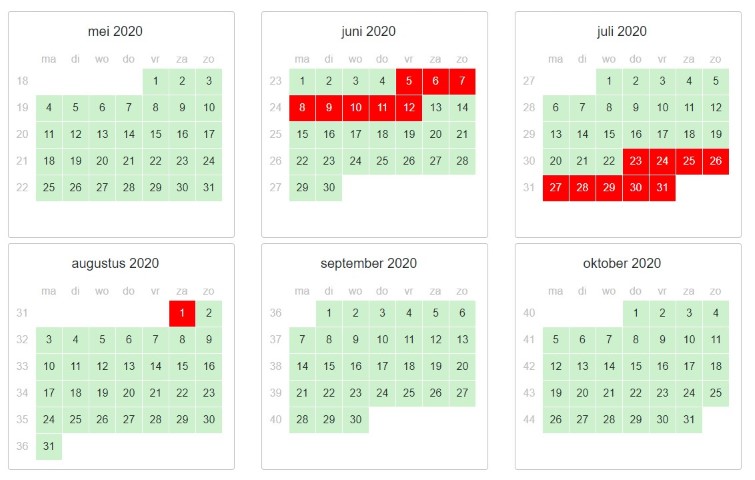 mei 2020
ma di wo do vr za zo
18 1 2 3
19 4 5 6 7 8 9 10
20 11 12 13 14 15 16 17
21 18 19 20 21 22 23 24
22 25 26 27 28 29 30 31
juni 2020
ma di wo do vr za zo
23 1 2 3 4 5 6 7
24 8 9 10 11 12 13 14
25 15 16 17 18 19 20 21
26 22 23 24 25 26 27 28
27 29 30
juli 2020
ma di wo do vr za zo
27 1 2 3 4 5
28 6 7 8 9 10 11 12
29 13 14 15 16 17 18 19
30 20 21 22 23 24 25 26
31 27 28 29 30 31
augustus 2020
ma di wo do vr za zo
31 1 2
32 3 4 5 6 7 8 9
33 10 11 12 13 14 15 16
34 17 18 19 20 21 22 23
35 24 25 26 27 28 29 30
36 31
september 2020
ma di wo do vr za zo
36 1 2 3 4 5 6
37 7 8 9 10 11 12 13
38 14 15 16 17 18 19 20
39 21 22 23 24 25 26 27
40 28 29 30
oktober 2020
ma di wo do vr za zo
40 1 2 3 4
41 5 6 7 8 9 10 11
42 12 13 14 15 16 17 18
43 19 20 21 22 23 24 25
44 26 27 28 29 30 31